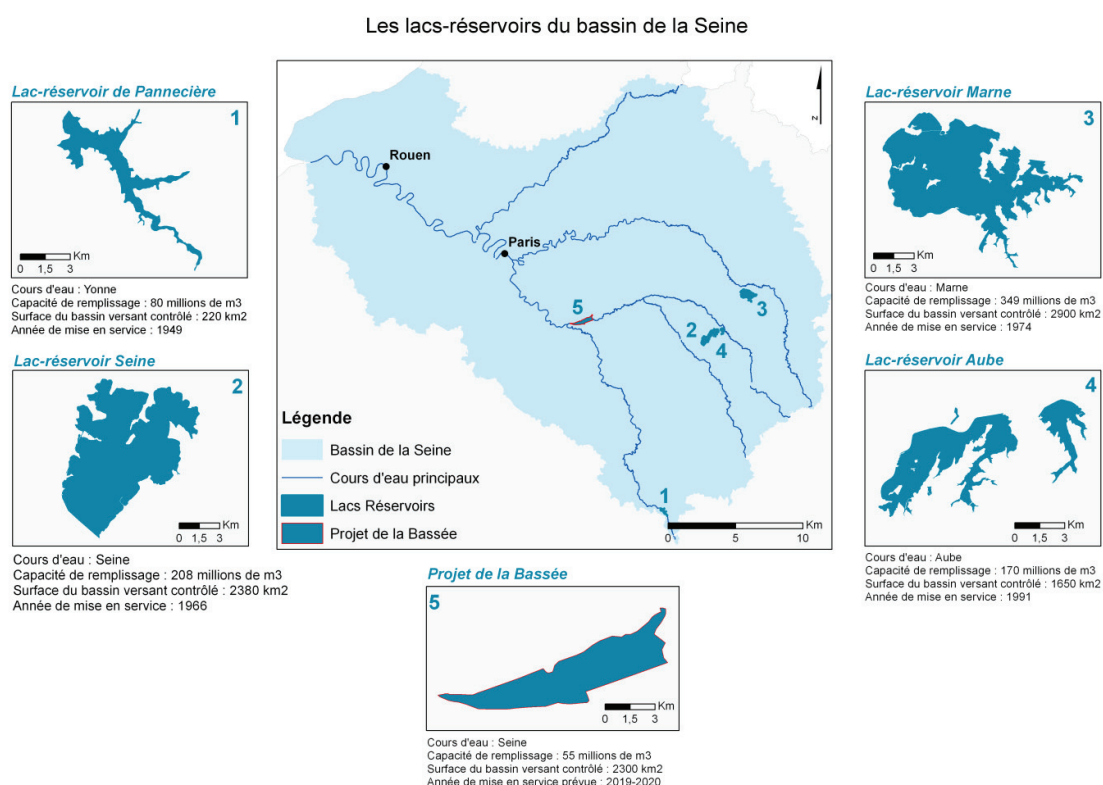 Les lacs-réservoirs du bassin de la Seine
Lac-réservoir de Pannecière
1
Km
0 1,5 3
Cours d'eau : Yonne
Capacité de remplissage : 80 millions de m3
Surface du bassin versant contrôlé : 220 km2
Année de mise en service : 1949
Lac-réservoir Seine
2
Km
0 1,5 3
Cours d'eau : Seine
Capacité de remplissage : 208 millions de m3
Surface du bassin versant contrôlé : 2380 km2
Année de mise en service : 1966
N
Rouen
Paris
5
3
2
4
1
Légende
Bassin de la Seine
Cours d'eau principaux
Lacs Réservoirs
Projet de la Bassée
Km
0 5 10
Lac-réservoir Marne
3
Km
0 1,5 3
Cours d'eau : Marne
Capacité de remplissage : 349 millions de m3
Surface du bassin versant contrôlé : 2900 km2
Année de mise en service : 1974
Lac-réservoir Aube
4
Km
0 1,5 3
Cours d'eau : Aube
Capacité de remplissage : 170 millions de m3
Surface du bassin versant contrôlé : 1650 km2
Année de mise en service : 1991
Projet de la Bassée
5
Km
0 1,5 3
Cours d'eau : Seine
Capacité de remplissage : 55 millions de m3
Surface du bassin versant contrôlé : 2300 km2
Année de mise en service prévue : 2019-2020